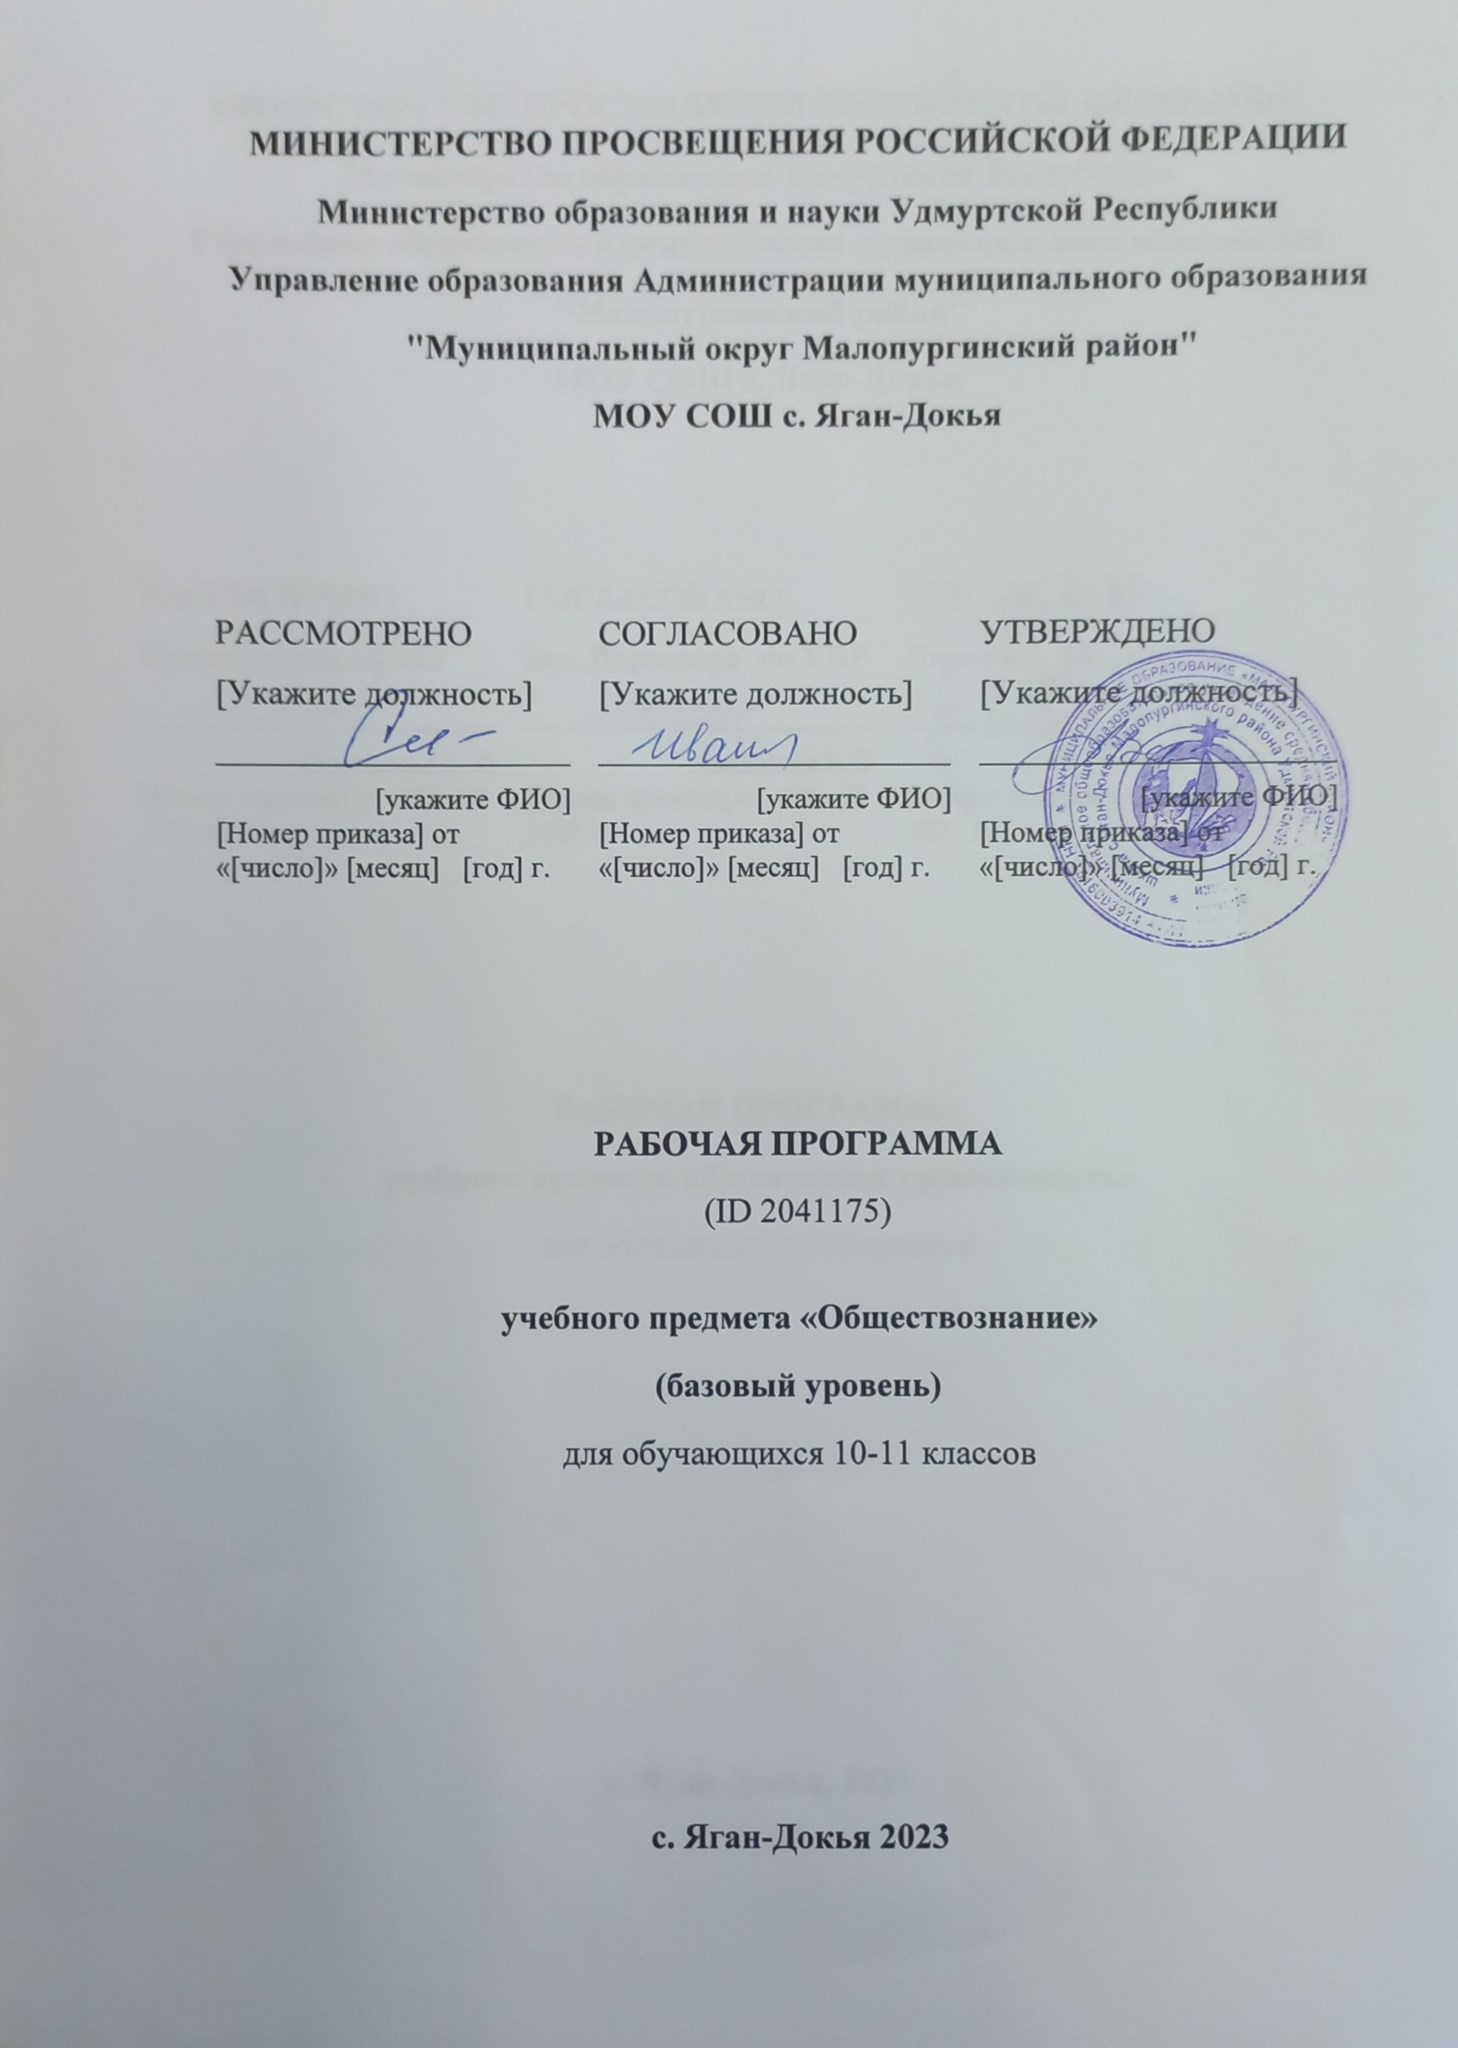 МИНИСТЕРСТВО ПРОСВЕЩЕНИЯ РОССИЙСКОЙ ФЕДЕРАЦИИ
Министерство образования и науки Удмуртской Республики
Управление образования Администрации муниципального образования
"Муниципальный округ Малопургинский район"
МОУ СОШ с. Яган-Докья
РАССМОТРЕНО СОГЛАСОВАНО УТВЕРЖДЕНО
[Укажите должность] [Укажите должность] [Укажите должность]
[укажите ФИО] [укажите ФИО] [укажите ФИО]
[Номер приказа] от [Номер приказа] от [Номер приказа] от
«[число]» [месяц] [год] г. «[число]» [месяц] [год] г. «[число]» [месяц] [год] г.
РАБОЧАЯ ПРОГРАММА
(ID 2041175)
учебного предмета «Обществознание»
(базовый уровень)
для обучающихся 10-11 классов
с. Яган-Докья 2023